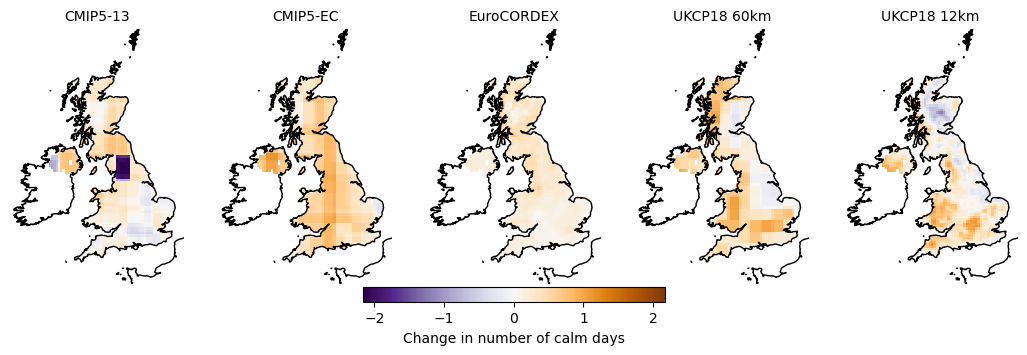 CMIP5-13 CMIP5-EC EuroCORDEX UKCP18 60km UKCP18 12km
−2 −1 0 1 2
Change in number of calm days